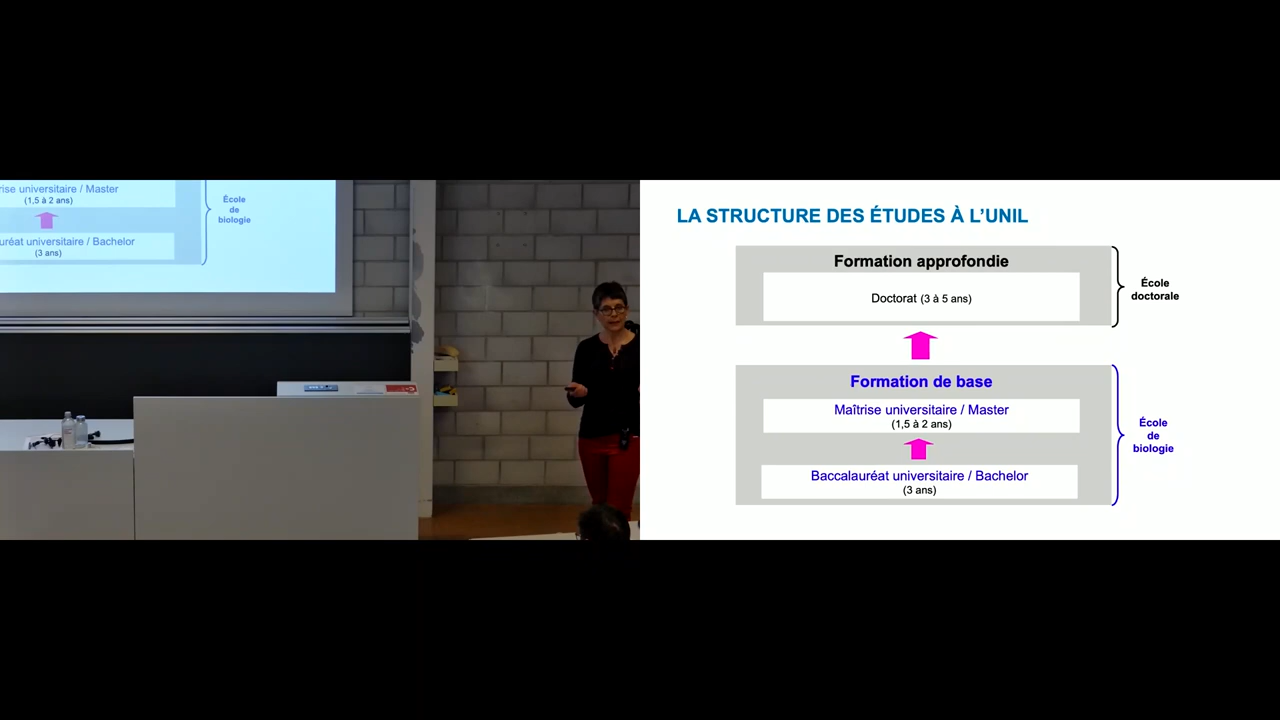 rise universitaire / Master
(1,5 à 2 ans)
uréat universitaire / Bachelor
(3 ans)
École
de
biologie
LA STRUCTURE DES ÉTUDES À L'UNIL
Formation approfondie
Doctorat (3 à 5 ans)
École
doctorale
Formation de base
Maîtrise universitaire / Master
(1,5 à 2 ans)
Baccalauréat universitaire / Bachelor
(3 ans)
École
de
biologie